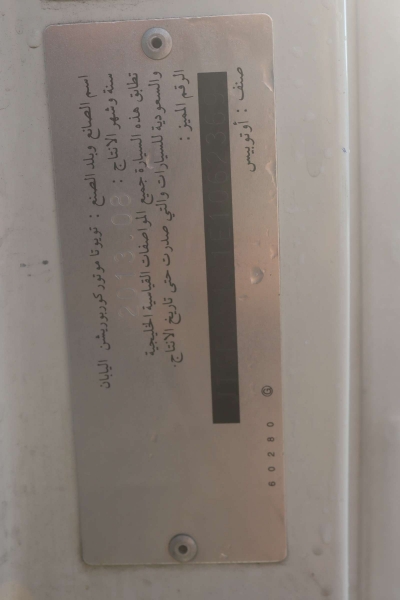 اسم الصانع وبلد الصنع : تويوتا موتور كوربوريشن اليابان
سنة وشهر الانتاج :
تطابق هذه السيارة جميع المواصفات القياسية الخليجية
والسعودية للسيارات والتي صدرت حتى تاريخ الانتاج.
الرقم المميز :
صنف : أوتوبيس
60280